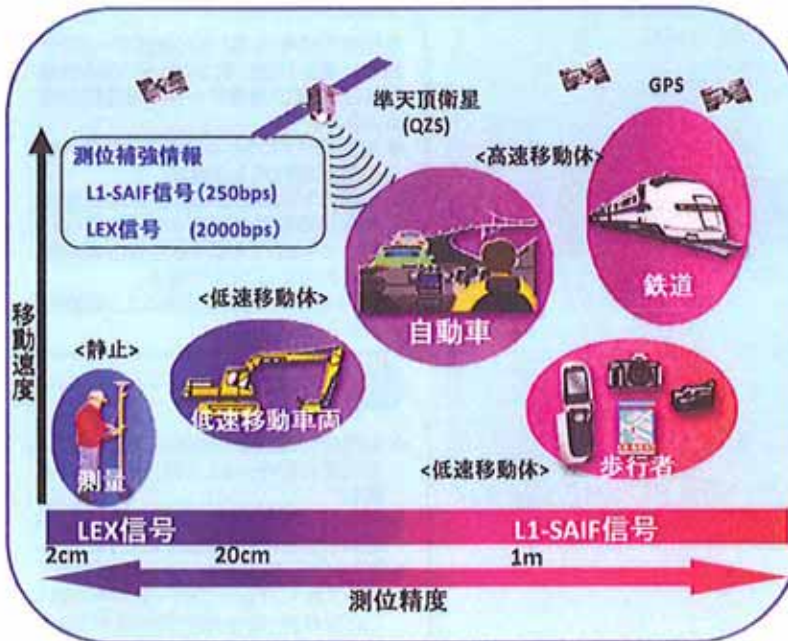 準天頂衛星
(QZS)
GPS
測位補強情報
L1-SAIF信号(250bps)
LEX信号 (2000bps)
<高速移動体>
鉄道
自動車
<低速移動体>
低速移動車両
<静止>
測量
<低速移動体>
歩行者
移動速度
LEX信号
L1-SAIF信号
2cm
20cm
1m
測位精度